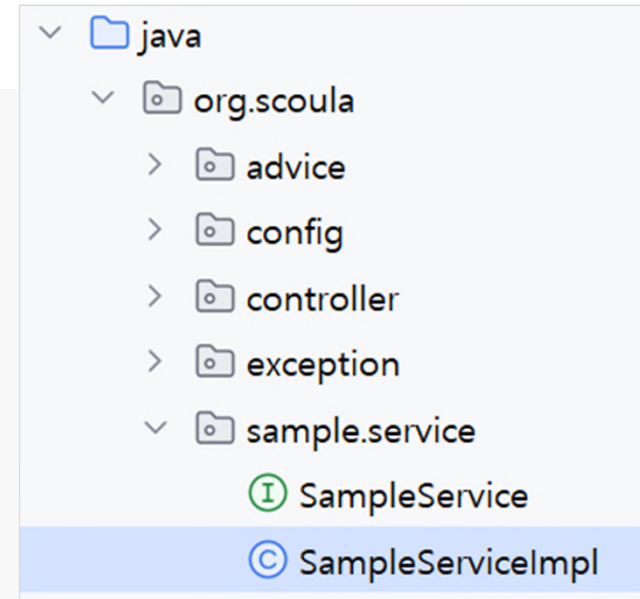 java
org.scoula
advice
config
controller
exception
sample.service
I SampleService
C SampleServiceImpl